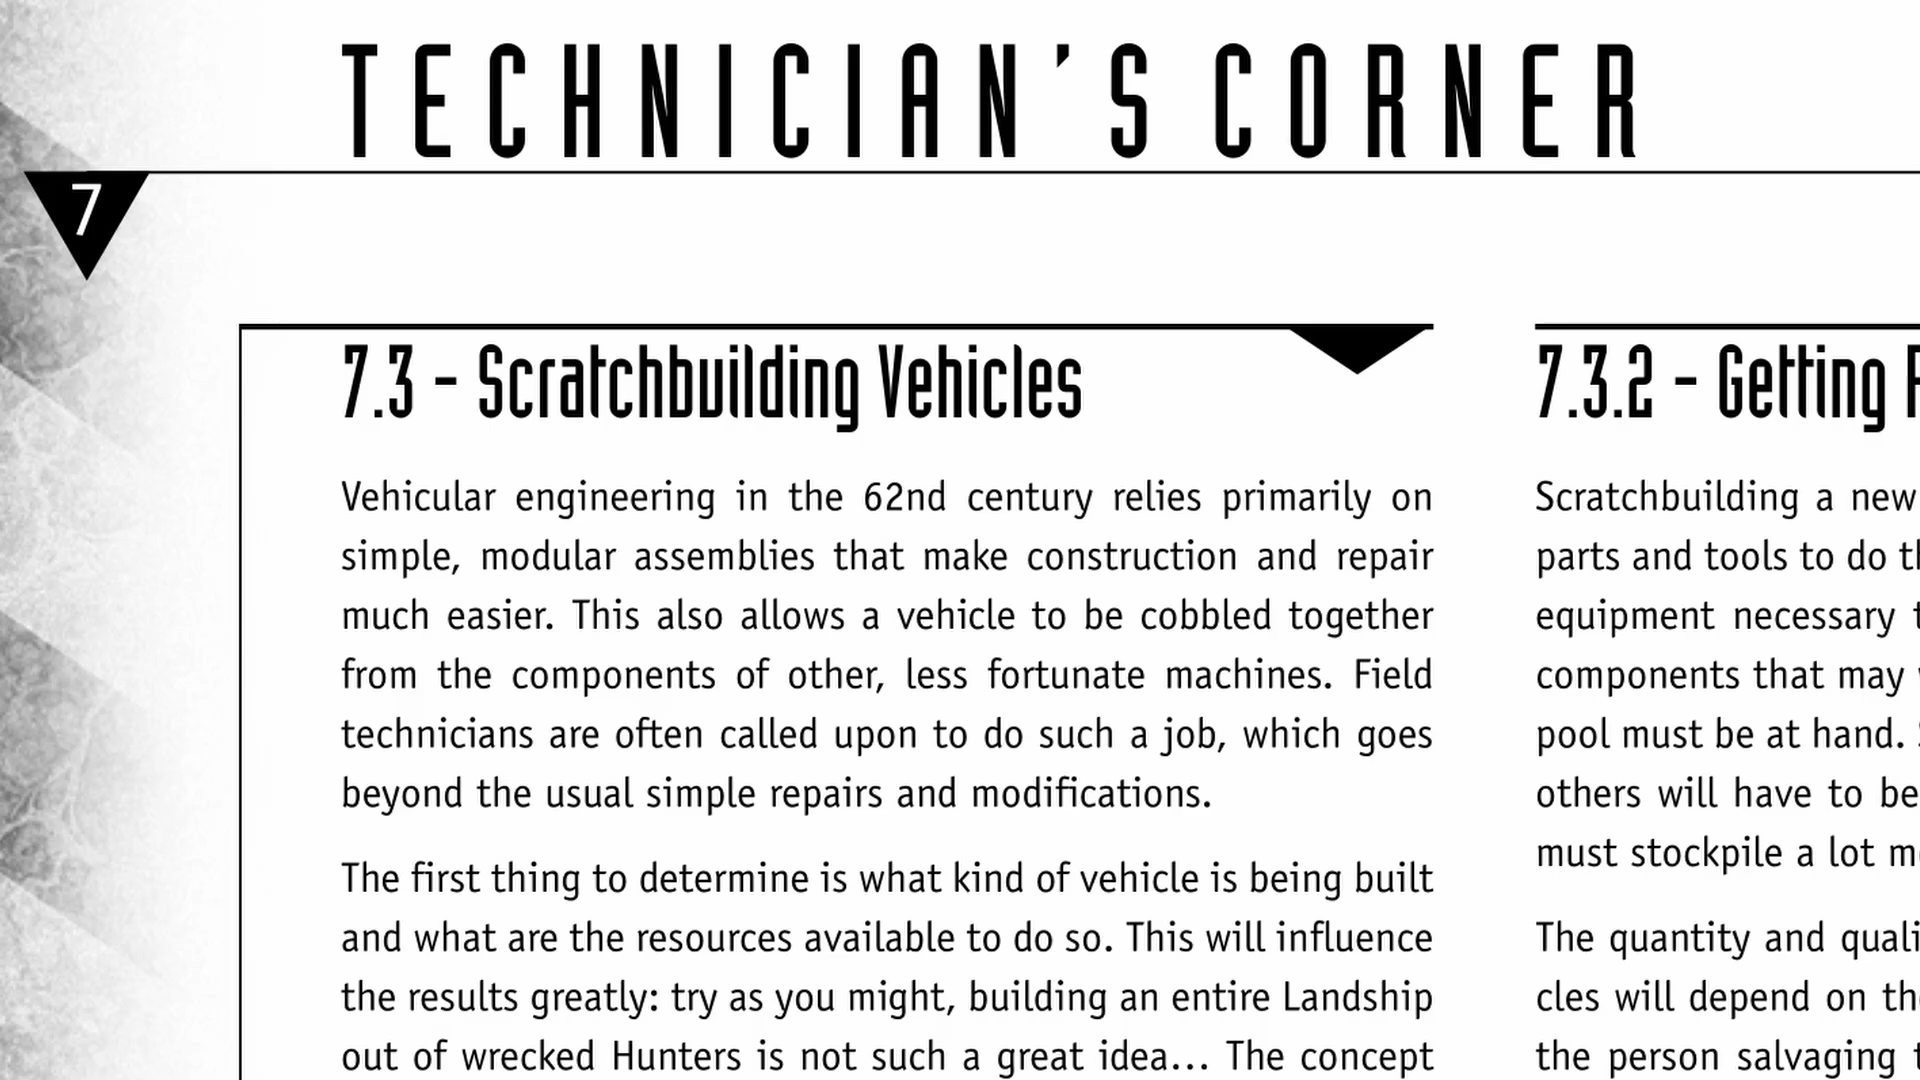 TECHNICIAN'S CORNER
7
7.3 - Scratchbuilding Vehicles
Vehicular engineering in the 62nd century relies primarily on
simple, modular assemblies that make construction and repair
much easier. This also allows a vehicle to be cobbled together
from the components of other, less fortunate machines. Field
technicians are often called upon to do such a job, which goes
beyond the usual simple repairs and modifications.
The first thing to determine is what kind of vehicle is being built
and what are the resources available to do so. This will influence
the results greatly: try as you might, building an entire Landship
out of wrecked Hunters is not such a great idea... The concept
7.3.2 - Getting
Scratchbuilding a new
parts and tools to do
equipment necessary
components that may
pool must be at hand.
others will have to be
must stockpile a lot
The quantity and
cles will depend on
the person salvaging